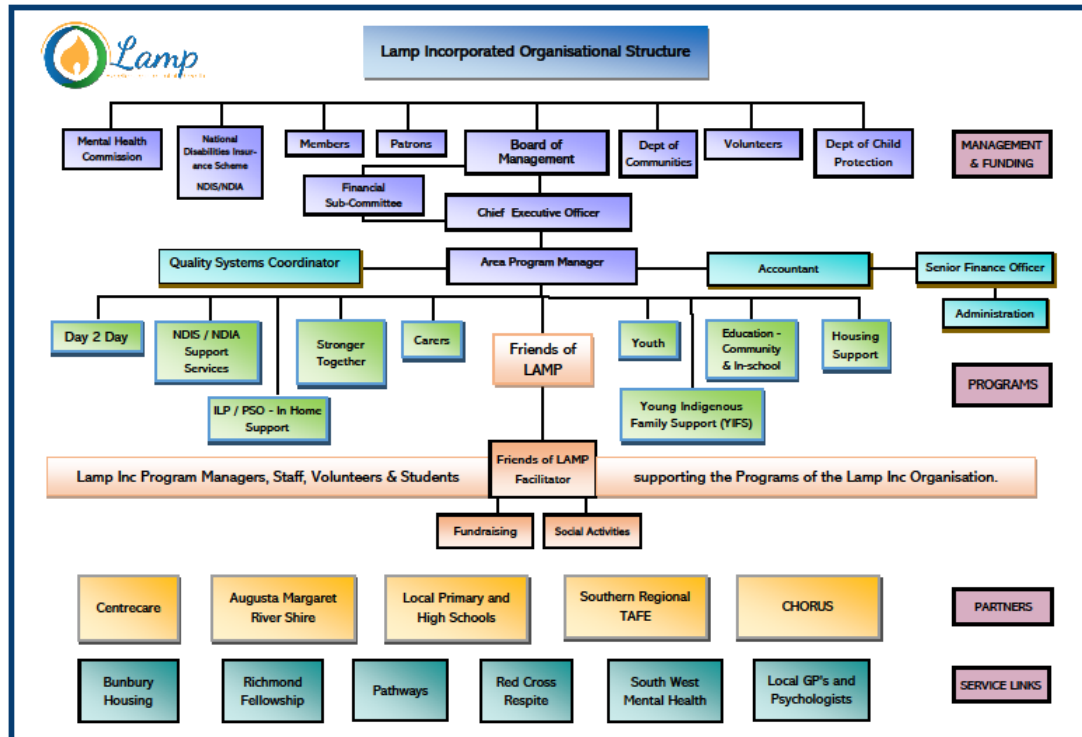 Lamp
Lamp Incorporated Organisational Structure
Mental Health
Commission
National
Disabilities Insur-
ance Scheme
NDIS/NDIA
Members
Patrons
Board of
Management
Dept of
Communities
Volunteers
Dept of Child
Protection
MANAGEMENT
& FUNDING
Financial
Sub-Committee
Chief Executive Officer
Quality Systems Coordinator
Area Program Manager
Accountant
Senior Finance Officer
Administration
Day 2 Day
NDIS / NDIA
Support
Services
Stronger
Together
Carers
Friends of
LAMP
Youth
Education -
Community
& In-school
Housing
Support
PROGRAMS
ILP / PSO - In Home
Support
Young Indigenous
Family Support (YIFS)
Lamp Inc Program Managers, Staff, Volunteers & Students
Friends of LAMP
Facilitator
supporting the Programs of the Lamp Inc Organisation.
Fundraising
Social Activities
Centrecare
Augusta Margaret
River Shire
Local Primary and
High Schools
Southern Regional
TAFE
CHORUS
PARTNERS
Bunbury
Housing
Richmond
Fellowship
Pathways
Red Cross
Respite
South West
Mental Health
Local GP's and
Psychologists
SERVICE LINKS